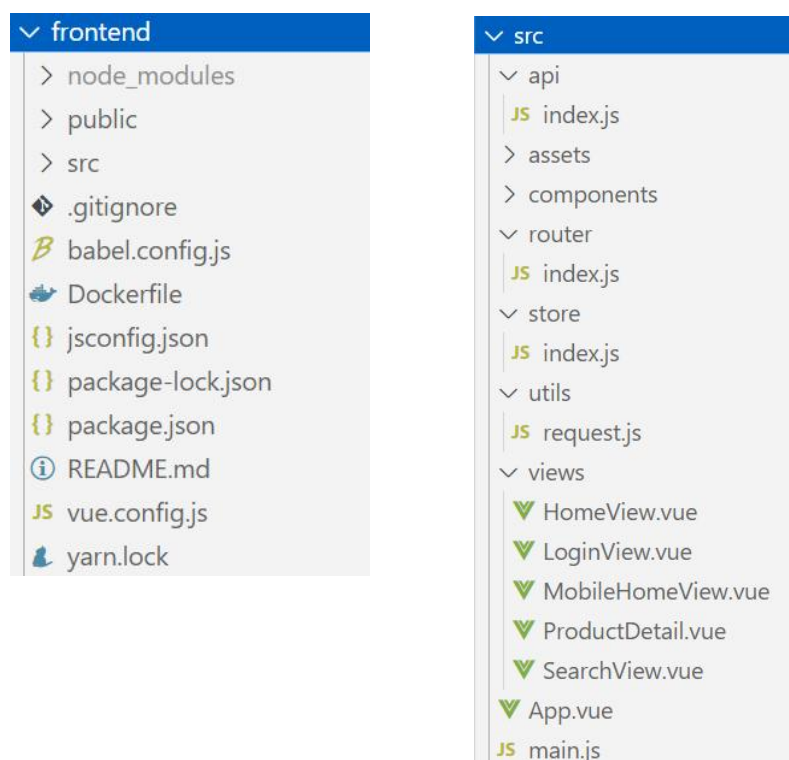 frontend
node_modules
public
src
.gitignore
babel.config.js
Dockerfile
{} jsconfig.json
{} package-lock.json
{} package.json
README.md
JS vue.config.js
yarn.lock
src
api
JS index.js
assets
components
router
JS index.js
store
JS index.js
utils
JS request.js
views
HomeView.vue
LoginView.vue
MobileHomeView.vue
ProductDetail.vue
SearchView.vue
App.vue
JS main.js